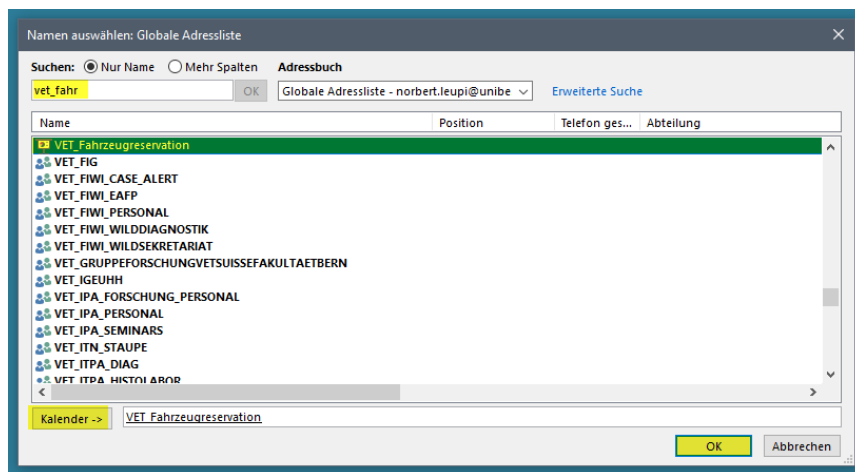 Namen auswählen: Globale Adressliste
Suchen: Nur Name Mehr Spalten Adressbuch
vet_fahr OK Globale Adressliste - norbert.leupi@unibe Erweiterte Suche
Name Position Telefon ges... Abteilung
VET_Fahrzeugreservation
VET_FIG
VET_FIWI_CASE_ALERT
VET_FIWI_EAFP
VET_FIWI_PERSONAL
VET_FIWI_WILDDIAGNOSTIK
VET_FIWI_WILDSEKRETARIAT
VET_GRUPPEFORSCHUNGVETSUISSEFAKULTAETBERN
VET_IGEUHH
VET_IPA_FORSCHUNG_PERSONAL
VET_IPA_PERSONAL
VET_IPA_SEMINARS
VET_ITN_STAUPE
VET_ITPA_DIAG
VET_ITPA_HISTOLABOR
Kalender -> VET_Fahrzeugreservation
OK Abbrechen